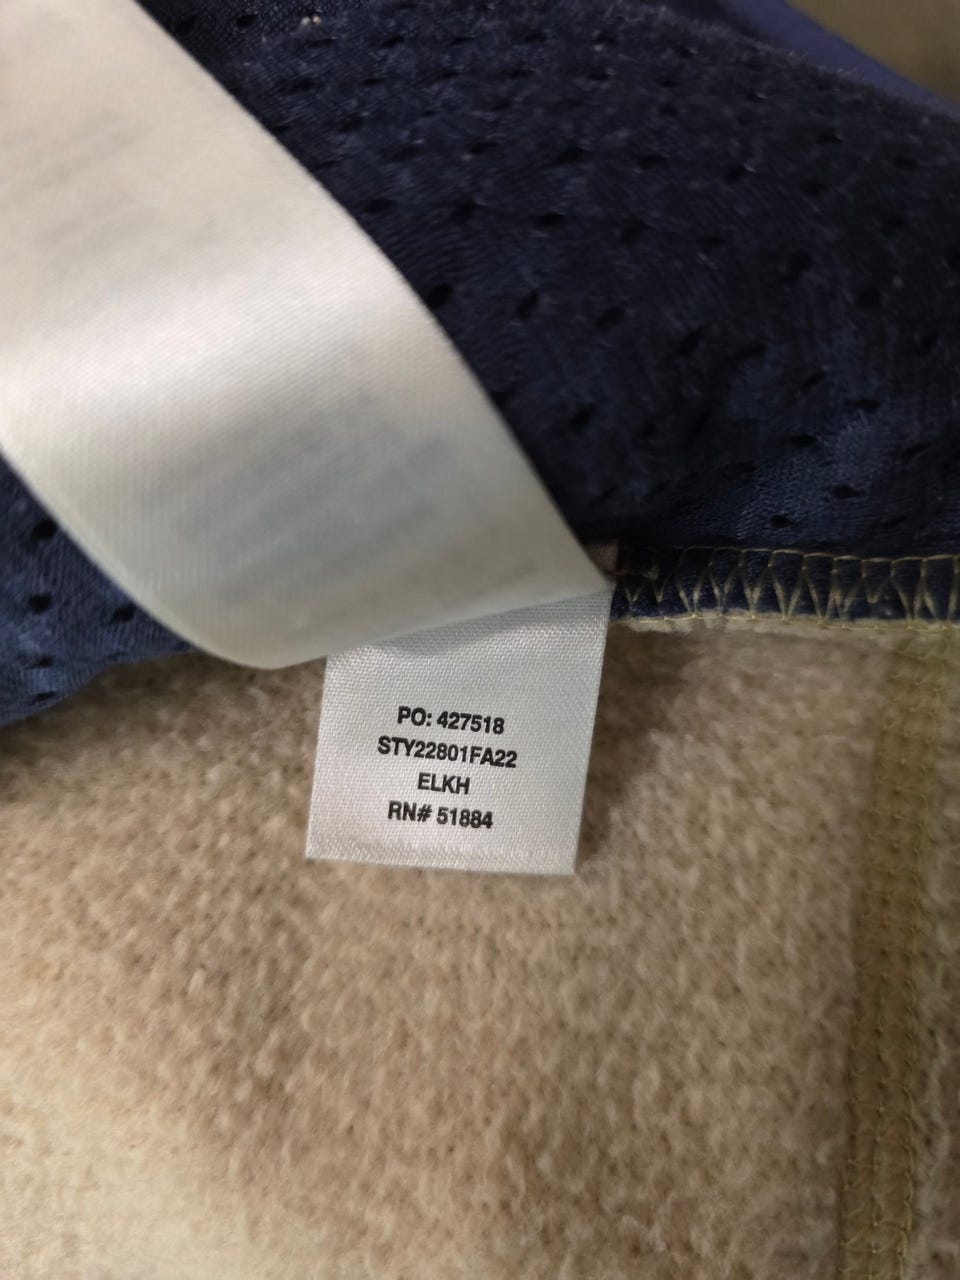 PO: 427518
STY22801FA22
ELKH
RN# 51884